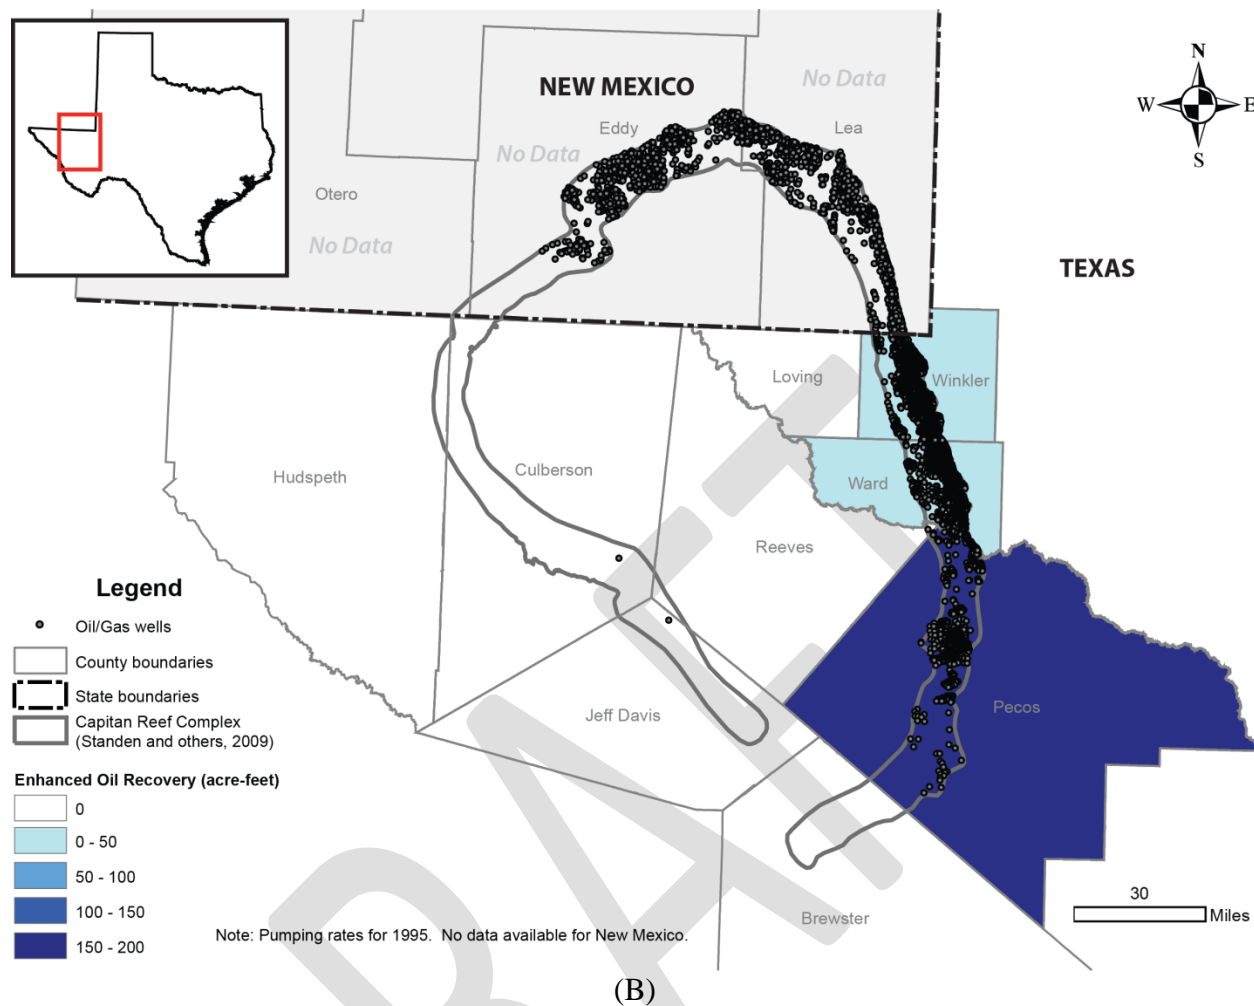 NEW MEXICO
No Data
N
W
E
S
Eddy
Lea
No Data
Otero
No Data
TEXAS
Loving
Winkler
Hudspeth
Culberson
Ward
Reeves
Legend
Oil/Gas wells
County boundaries
State boundaries
Capitan Reef Complex
(Standen and others, 2009)
Jeff Davis
Pecos
Enhanced Oil Recovery (acre-feet)
0
0 - 50
50 - 100
100 - 150
150 - 200
Brewster
30
Miles
Note: Pumping rates for 1995.  No data available for New Mexico.
(B)
DRAFT